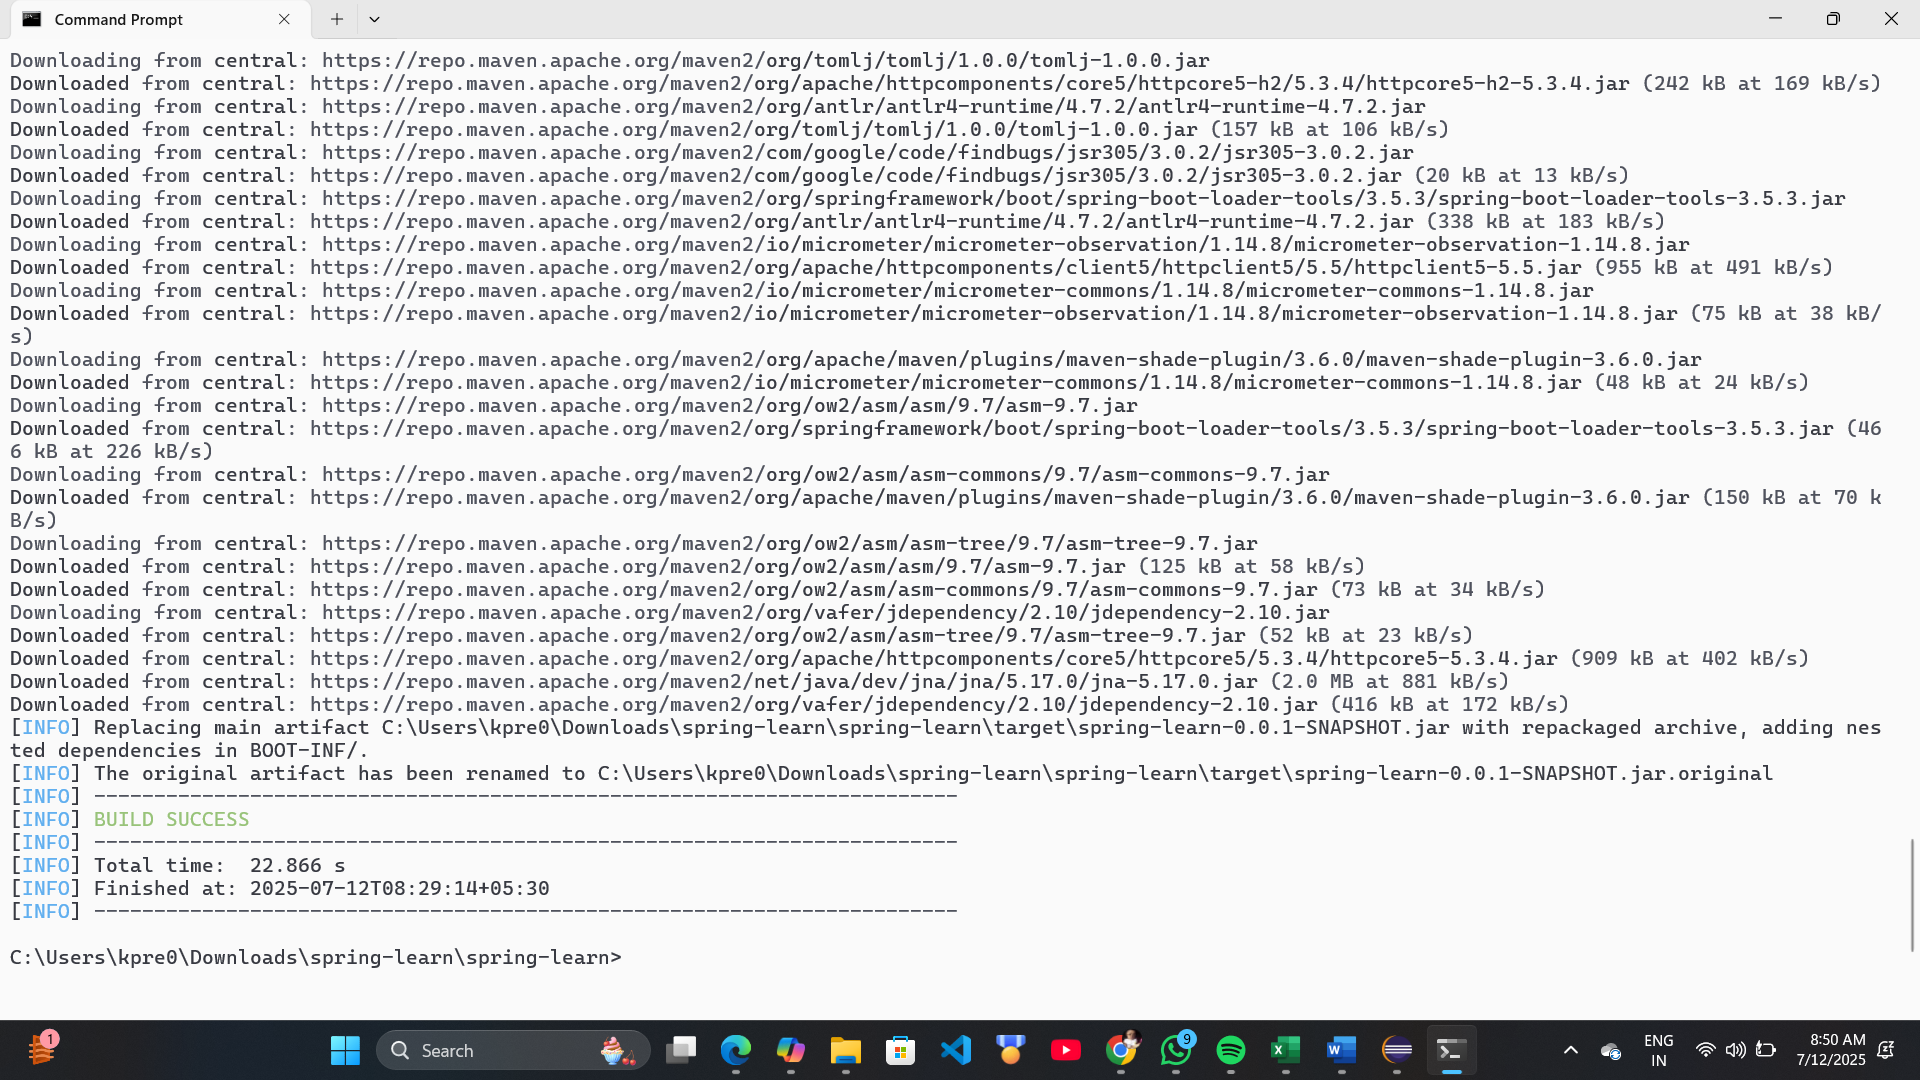 Command Prompt
Downloading from central: https://repo.maven.apache.org/maven2/org/tomlj/tomlj/1.0.0/tomlj-1.0.0.jar
Downloaded from central: https://repo.maven.apache.org/maven2/org/apache/httpcomponents/core5/httpcore5-h2/5.3.4/httpcore5-h2-5.3.4.jar (242 kB at 169 kB/s)
Downloading from central: https://repo.maven.apache.org/maven2/org/antlr/antlr4-runtime/4.7.2/antlr4-runtime-4.7.2.jar
Downloaded from central: https://repo.maven.apache.org/maven2/org/tomlj/tomlj/1.0.0/tomlj-1.0.0.jar (157 kB at 106 kB/s)
Downloading from central: https://repo.maven.apache.org/maven2/com/google/code/findbugs/jsr305/3.0.2/jsr305-3.0.2.jar
Downloaded from central: https://repo.maven.apache.org/maven2/com/google/code/findbugs/jsr305/3.0.2/jsr305-3.0.2.jar (20 kB at 13 kB/s)
Downloading from central: https://repo.maven.apache.org/maven2/org/springframework/boot/spring-boot-loader-tools/3.5.3/spring-boot-loader-tools-3.5.3.jar
Downloaded from central: https://repo.maven.apache.org/maven2/org/antlr/antlr4-runtime/4.7.2/antlr4-runtime-4.7.2.jar (338 kB at 183 kB/s)
Downloading from central: https://repo.maven.apache.org/maven2/io/micrometer/micrometer-observation/1.14.8/micrometer-observation-1.14.8.jar
Downloaded from central: https://repo.maven.apache.org/maven2/org/apache/httpcomponents/client5/httpclient5/5.5/httpclient5-5.5.jar (955 kB at 491 kB/s)
Downloading from central: https://repo.maven.apache.org/maven2/io/micrometer/micrometer-commons/1.14.8/micrometer-commons-1.14.8.jar
Downloaded from central: https://repo.maven.apache.org/maven2/io/micrometer/micrometer-observation/1.14.8/micrometer-observation-1.14.8.jar (75 kB at 38 kB/
s)
Downloading from central: https://repo.maven.apache.org/maven2/org/apache/maven/plugins/maven-shade-plugin/3.6.0/maven-shade-plugin-3.6.0.jar
Downloaded from central: https://repo.maven.apache.org/maven2/io/micrometer/micrometer-commons/1.14.8/micrometer-commons-1.14.8.jar (48 kB at 24 kB/s)
Downloading from central: https://repo.maven.apache.org/maven2/org/ow2/asm/asm/9.7/asm-9.7.jar
Downloaded from central: https://repo.maven.apache.org/maven2/org/springframework/boot/spring-boot-loader-tools/3.5.3/spring-boot-loader-tools-3.5.3.jar (46
6 kB at 226 kB/s)
Downloading from central: https://repo.maven.apache.org/maven2/org/ow2/asm/asm-commons/9.7/asm-commons-9.7.jar
Downloaded from central: https://repo.maven.apache.org/maven2/org/apache/maven/plugins/maven-shade-plugin/3.6.0/maven-shade-plugin-3.6.0.jar (150 kB at 70 k
B/s)
Downloading from central: https://repo.maven.apache.org/maven2/org/ow2/asm/asm-tree/9.7/asm-tree-9.7.jar
Downloaded from central: https://repo.maven.apache.org/maven2/org/ow2/asm/asm/9.7/asm-9.7.jar (125 kB at 58 kB/s)
Downloaded from central: https://repo.maven.apache.org/maven2/org/ow2/asm/asm-commons/9.7/asm-commons-9.7.jar (73 kB at 34 kB/s)
Downloading from central: https://repo.maven.apache.org/maven2/org/vafer/jdependency/2.10/jdependency-2.10.jar
Downloaded from central: https://repo.maven.apache.org/maven2/org/ow2/asm/asm-tree/9.7/asm-tree-9.7.jar (52 kB at 23 kB/s)
Downloaded from central: https://repo.maven.apache.org/maven2/org/apache/httpcomponents/core5/httpcore5/5.3.4/httpcore5-5.3.4.jar (909 kB at 402 kB/s)
Downloaded from central: https://repo.maven.apache.org/maven2/net/java/dev/jna/jna/5.17.0/jna-5.17.0.jar (2.0 MB at 881 kB/s)
Downloaded from central: https://repo.maven.apache.org/maven2/org/vafer/jdependency/2.10/jdependency-2.10.jar (416 kB at 172 kB/s)
[INFO] Replacing main artifact C:\Users\kpre0\Downloads\spring-learn\spring-learn\target\spring-learn-0.0.1-SNAPSHOT.jar with repackaged archive, adding nes
ted dependencies in BOOT-INF/.
[INFO] The original artifact has been renamed to C:\Users\kpre0\Downloads\spring-learn\spring-learn\target\spring-learn-0.0.1-SNAPSHOT.jar.original
[INFO] ------------------------------------------------------------------------
[INFO] BUILD SUCCESS
[INFO] ------------------------------------------------------------------------
[INFO] Total time:  22.866 s
[INFO] Finished at: 2025-07-12T08:29:14+05:30
[INFO] ------------------------------------------------------------------------
C:\Users\kpre0\Downloads\spring-learn\spring-learn>
1
Search
9
ENG
IN
8:50 AM
7/12/2025